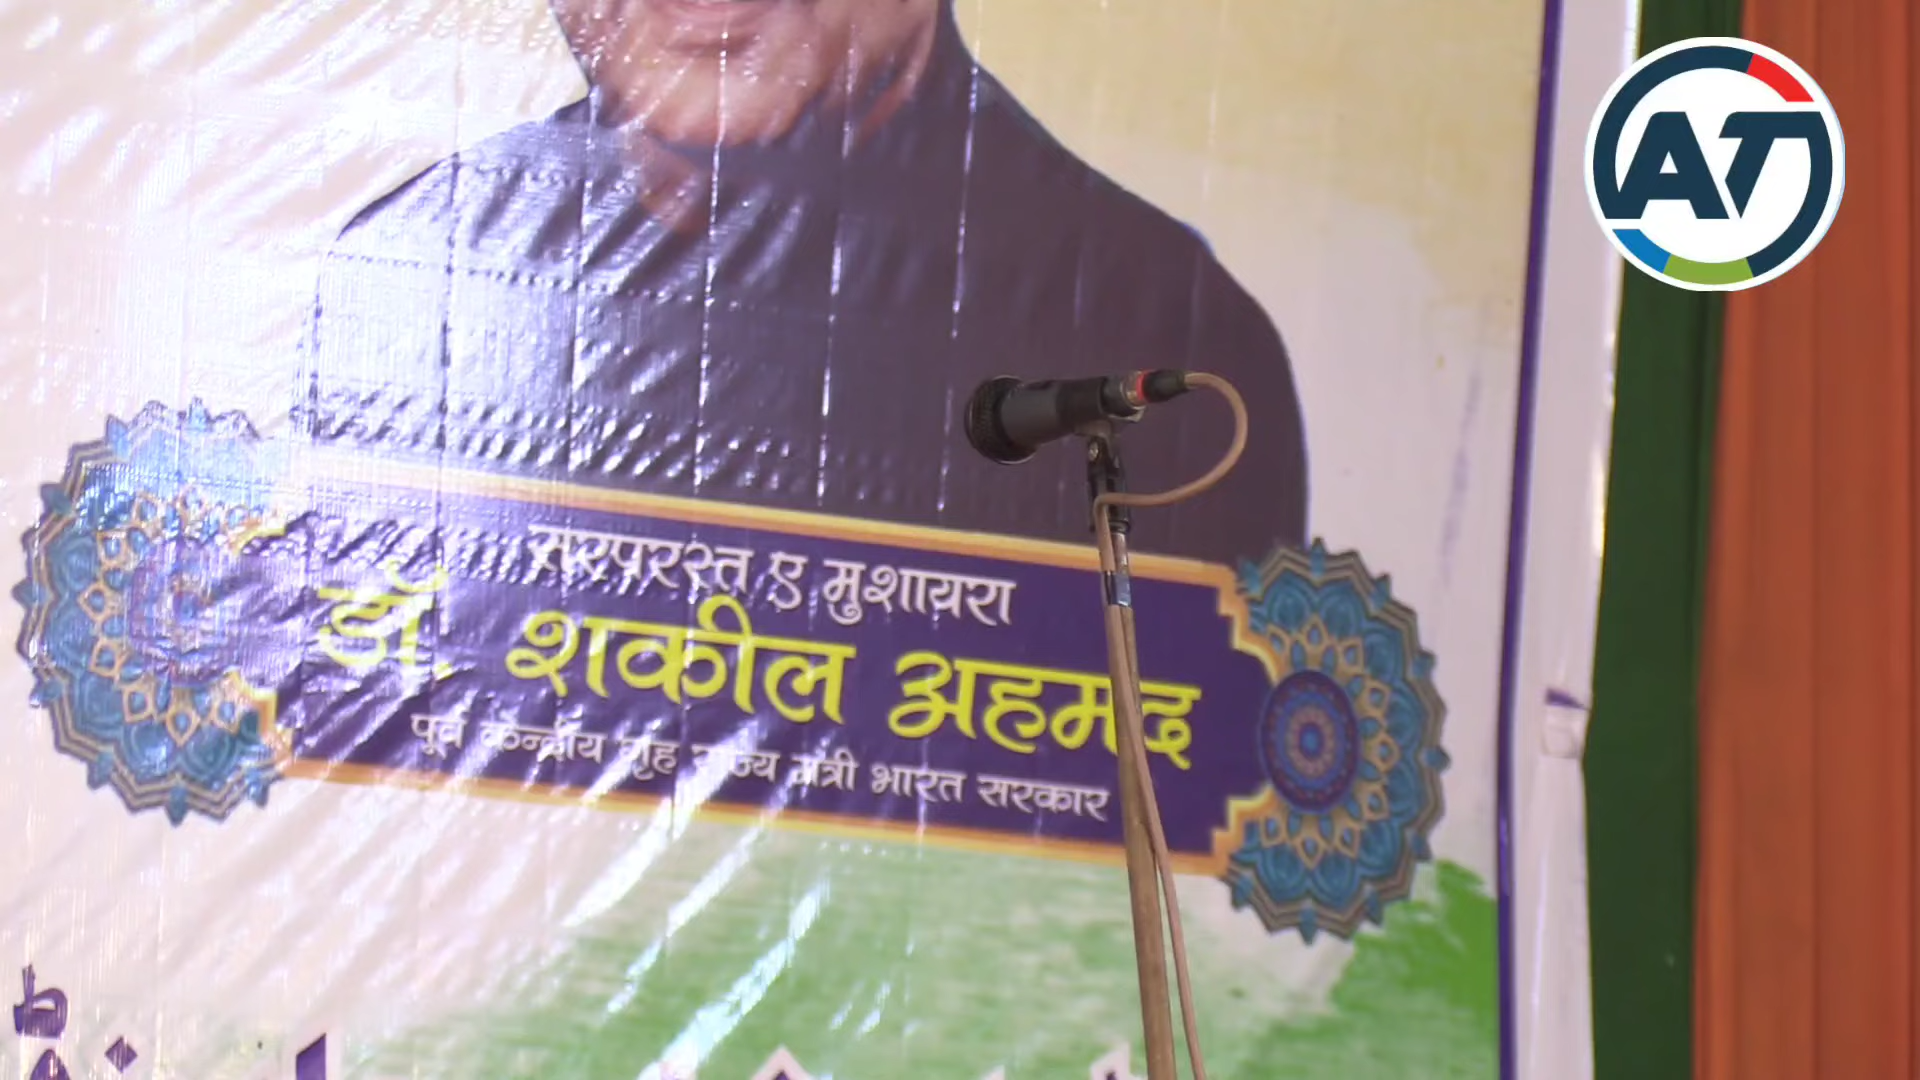 AT
सरपरस्त ए मुशायरा
डॉ. शकील अहमद
पूर्व केन्द्रीय गृह राज्य मंत्री भारत सरकार